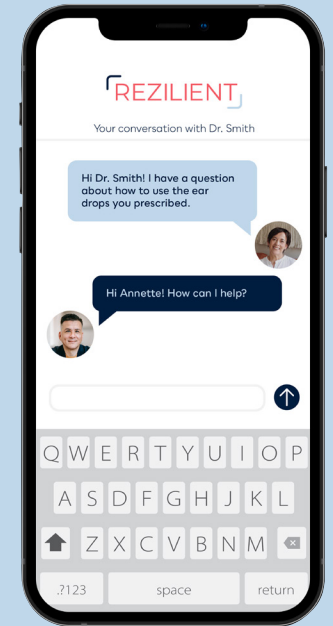 REZILIENT
Your conversation with Dr. Smith
Hi Dr. Smith! I have a question
about how to use the ear
drops you prescribed.
Hi Annette! How can I help?
Q W E R T Y U I O P
A S D F G H J K L
Z X C V B N M
.?123 space return